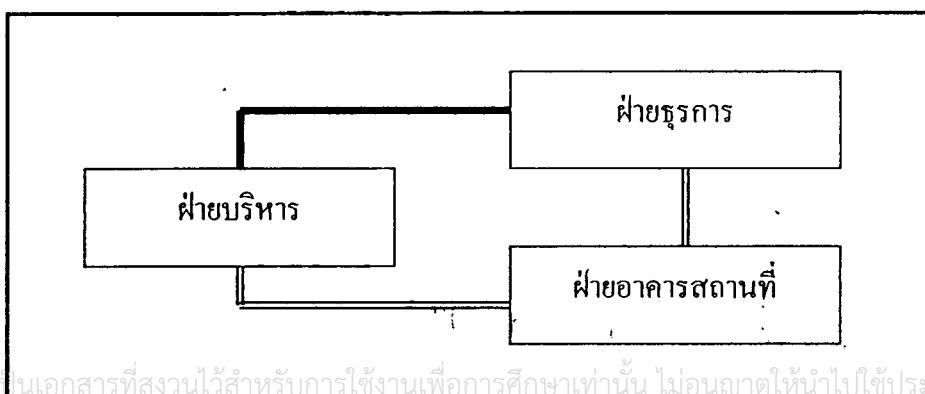 ฝ่ายธุรการ
ฝ่ายบริหาร
ฝ่ายอาคารสถานที่
เป็นเอกสารที่สงวนไว้สำหรับการใช้งานเพื่อการศึกษาเท่านั้น ไม่อนุญาตให้นำไปใช้ประ